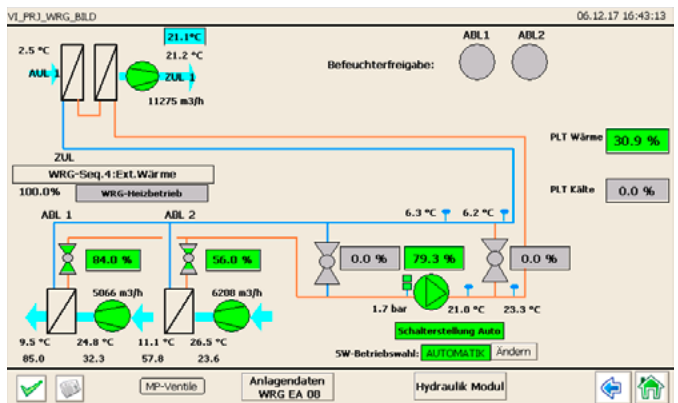 VI_PRJ_WRG_BILD
06.12.17 16:43:13
21.1°C
21.2 °C
2.5 °C
AUL 1
ZUL 1
11275 m3/h
ABL1
ABL2
Befeuchterfreigabe:
PLT Wärme
30.9 %
PLT Kälte
0.0 %
ZUL
WRG-Seq.4:Ext.Wärme
100.0%
WRG-Heizbetrieb
ABL 1
ABL 2
6.3 °C
6.2 °C
84.0 %
56.0 %
0.0 %
79.3 %
0.0 %
5066 m3/h
6208 m3/h
1.7 bar
21.0 °C
23.3 °C
9.5 °C
24.8 °C
11.1 °C
26.5 °C
85.0
32.3
57.8
23.6
Schalterstellung Auto
SW-Betriebswahl:
AUTOMATIK
Ändern
MP-Ventile
Anlagendaten
WRG EA 08
Hydraulik Modul